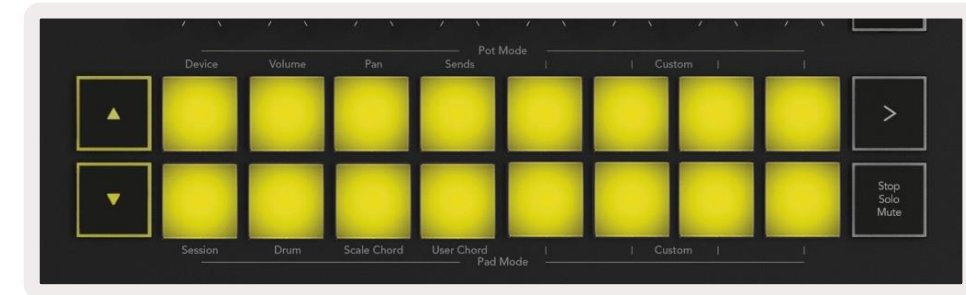 Pot Mode
Device Volume Pan Sends Custom
>
Stop
Solo
Mute
Session Drum Scale Chord User Chord Custom
Pad Mode